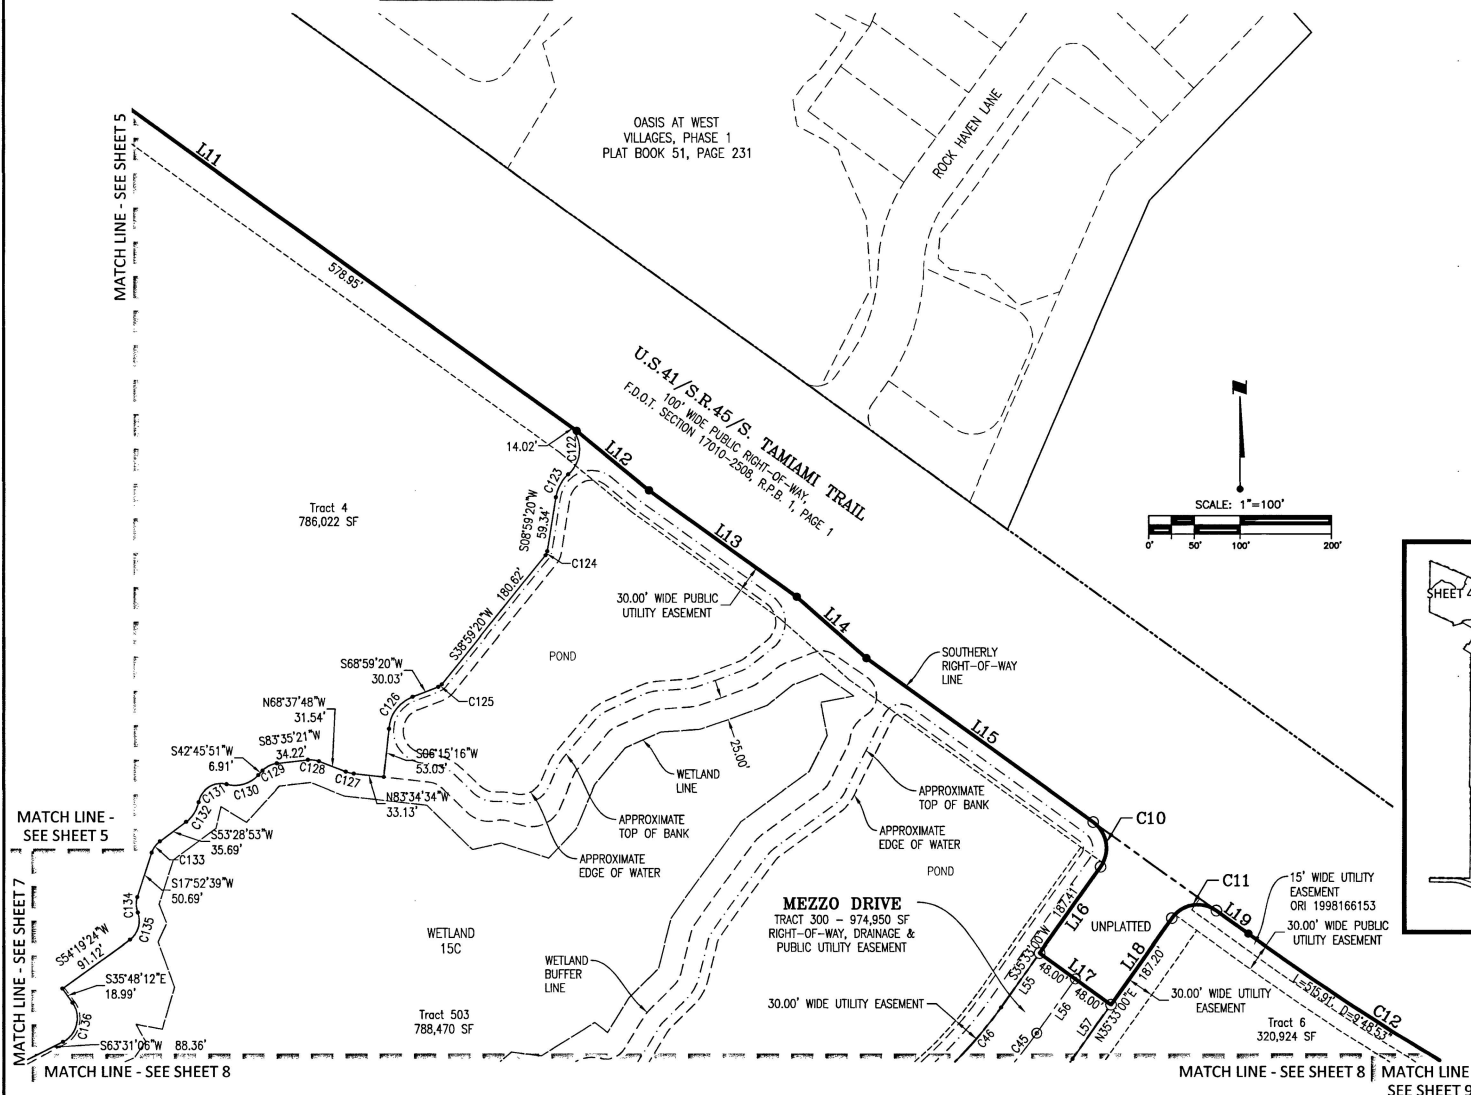 MATCH LINE - SEE SHEET 5
L11
578.95'
OASIS AT WEST
VILLAGES, PHASE 1
PLAT BOOK 51, PAGE 231
ROCK HAVEN LANE
U.S.41/S.R.45/S. TAMIAMI TRAIL
100' WIDE PUBLIC RIGHT-OF-WAY,
F.D.O.T. SECTION 17010-2508, R.P.B. 1, PAGE 1
N
SCALE: 1"=100'
0'
50'
100'
200'
SHEET 4
14.02'
C122
L12
C123
S08°59'20"W
59.34'
C124
L13
Tract 4
786,022 SF
30.00' WIDE PUBLIC
UTILITY EASEMENT
L14
S38°59'20"W 180.62'
POND
SOUTHERLY
RIGHT-OF-WAY
LINE
S68°59'20"W
30.03'
C125
C126
N68°37'48"W
31.54'
S83°35'21"W
34.22'
S42°45'51"W
6.91'
C129
C128
C127
S06°15'16"W
53.03'
N83°34'34"W
33.13'
C131
C130
C132
25.00'
WETLAND
LINE
L15
APPROXIMATE
TOP OF BANK
APPROXIMATE
TOP OF BANK
APPROXIMATE
EDGE OF WATER
APPROXIMATE
EDGE OF WATER
C10
MATCH LINE -
SEE SHEET 5
S53°28'53"W
35.69'
C133
S17°52'39"W
50.69'
C134
C135
POND
C11
15' WIDE UTILITY
EASEMENT
ORI 1998166153
L19
30.00' WIDE PUBLIC
UTILITY EASEMENT
MEZZO DRIVE
TRACT 300 - 974,950 SF
RIGHT-OF-WAY, DRAINAGE &
PUBLIC UTILITY EASEMENT
S35°33'00"W 187.41'
L16
UNPLATTED
L17
48.00'
48.00'
L18
N35°33'00"E 187.20'
30.00' WIDE UTILITY
EASEMENT
L55
L56
L57
WETLAND
15C
WETLAND
BUFFER
LINE
30.00' WIDE UTILITY EASEMENT
C46
C45
L=515.91', D=9°48'53"
C12
Tract 6
320,924 SF
S54°19'24"W
91.12'
S35°48'12"E
18.99'
C136
S63°31'06"W 88.36'
Tract 503
788,470 SF
MATCH LINE - SEE SHEET 7
MATCH LINE - SEE SHEET 8
MATCH LINE - SEE SHEET 8
MATCH LINE
SEE SHEET 9